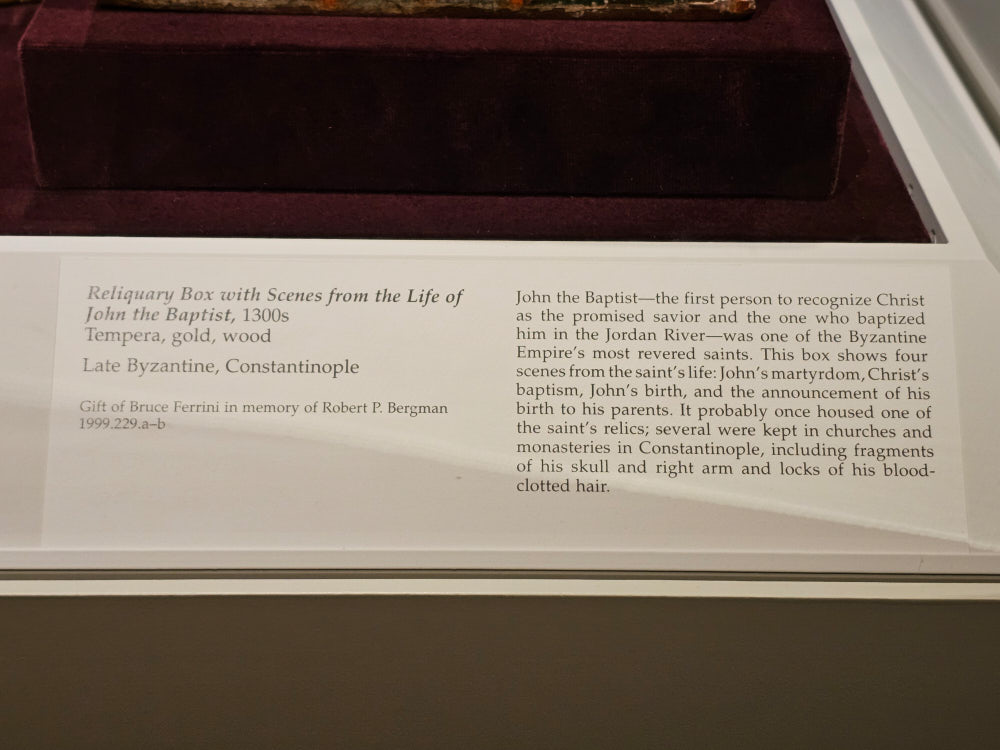 Reliquary Box with Scenes from the Life of
John the Baptist, 1300s
Tempera, gold, wood
Late Byzantine, Constantinople
Gift of Bruce Ferrini in memory of Robert P. Bergman
1999.229.a–b
John the Baptist—the first person to recognize Christ
as the promised savior and the one who baptized
him in the Jordan River—was one of the Byzantine
Empire's most revered saints. This box shows four
scenes from the saint's life: John's martyrdom, Christ's
baptism, John's birth, and the announcement of his
birth to his parents. It probably once housed one of
the saint's relics; several were kept in churches and
monasteries in Constantinople, including fragments
of his skull and right arm and locks of his blood-
clotted hair.